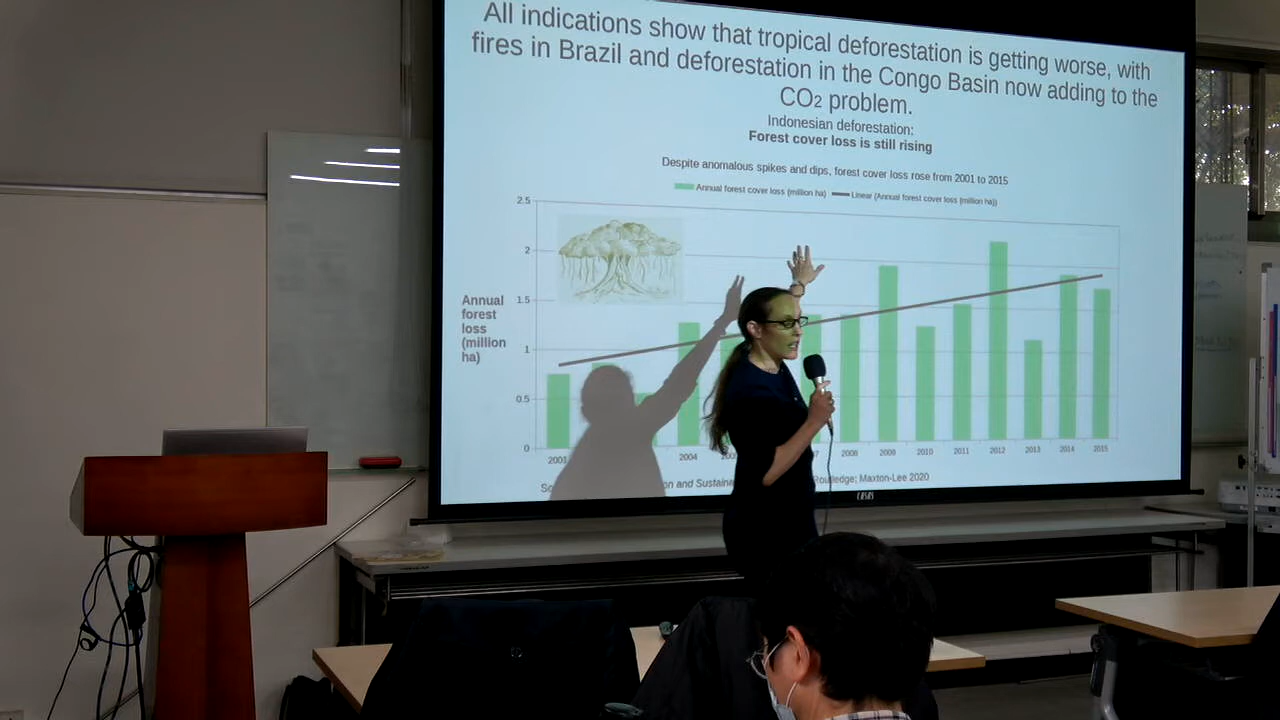 All indications show that tropical deforestation is getting worse, with
fires in Brazil and deforestation in the Congo Basin now adding to the
CO2 problem.
Indonesian deforestation:
Forest cover loss is still rising
Despite anomalous spikes and dips, forest cover loss rose from 2001 to 2015
Annual forest cover loss (million ha) Linear (Annual forest cover loss (million ha))
2.5
2
1.5
1
0.5
0
Annual
forest
loss
(million
ha)
2001 2004 2008 2009 2010 2011 2012 2013 2014 2015
on and Sustaina Routledge; Maxton-Lee 2020